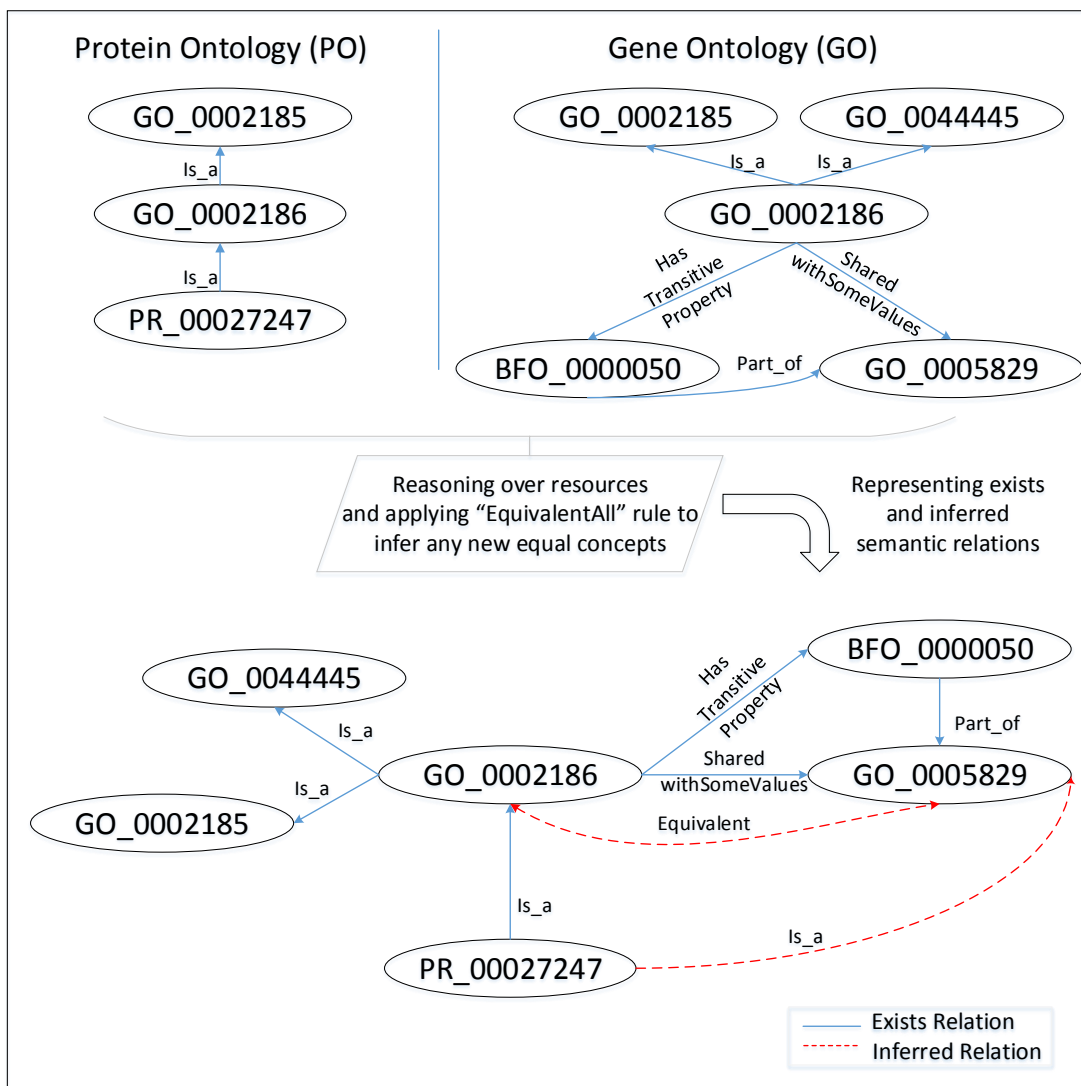 Protein Ontology (PO)
GO_0002185
Is_a
GO_0002186
Is_a
PR_00027247
Gene Ontology (GO)
GO_0002185
GO_0044445
Is_a
Is_a
GO_0002186
Has
Transitive
Property
Shared
withSomeValues
BFO_0000050
Part_of
GO_0005829
Reasoning over resources
and applying “EquivalentAll” rule to
infer any new equal concepts
Representing exists
and inferred
semantic relations
GO_0044445
Is_a
GO_0002186
Is_a
GO_0002185
Has
Transitive
Property
BFO_0000050
Part_of
Shared
withSomeValues
GO_0005829
Equivalent
Is_a
Is_a
PR_00027247
Exists Relation
Inferred Relation